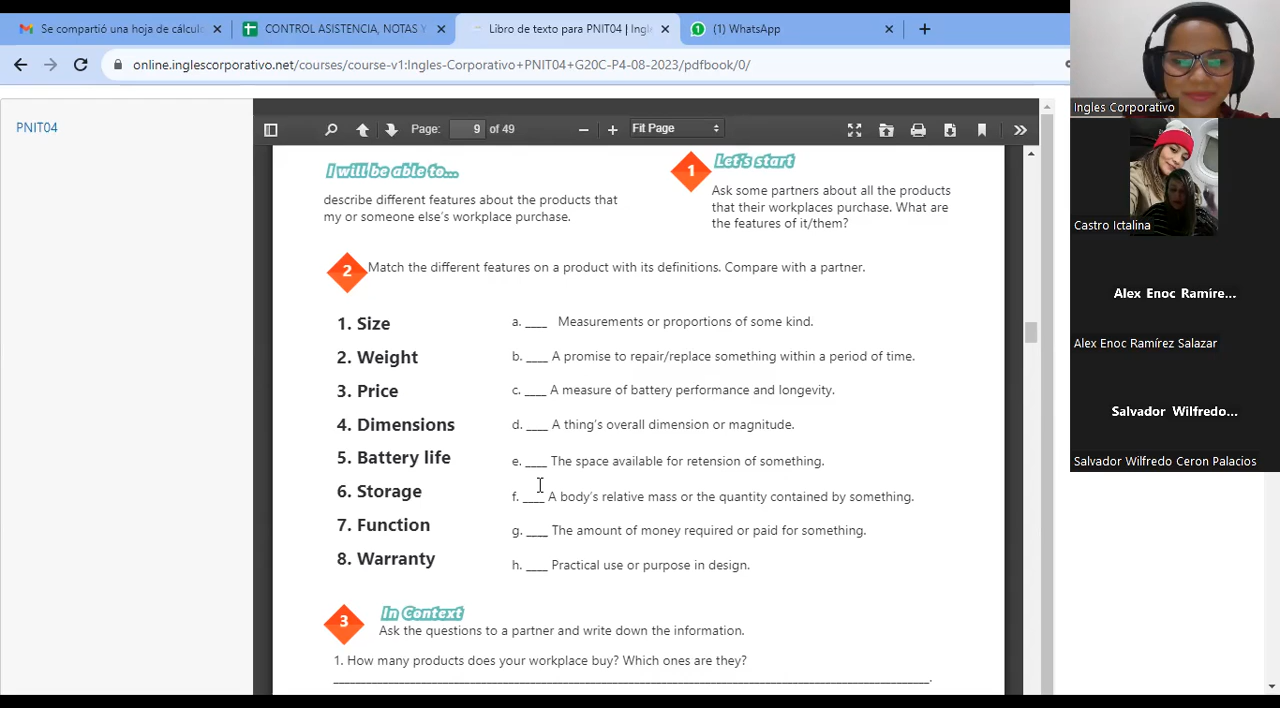 Se compartió una hoja de cálcul
CONTROL ASISTENCIA, NOTAS Y
Libro de texto para PNIT04 | Ingle
(1) WhatsApp
online.inglescorporativo.net/courses/course-v1:Ingles-Corporativo+PNIT04+G20C-P4-08-2023/pdfbook/0/
PNIT04
Page: 9 of 49
Fit Page
I will be able to...
describe different features about the products that
my or someone else's workplace purchase.
1
Let's start
Ask some partners about all the products
that their workplaces purchase. What are
the features of it/them?
2
Match the different features on a product with its definitions. Compare with a partner.
1. Size
2. Weight
3. Price
4. Dimensions
5. Battery life
6. Storage
7. Function
8. Warranty
a. ____ Measurements or proportions of some kind.
b. ____ A promise to repair/replace something within a period of time.
c. ____ A measure of battery performance and longevity.
d. ____ A thing's overall dimension or magnitude.
e. ____ The space available for retention of something.
f. ____ A body's relative mass or the quantity contained by something.
g. ____ The amount of money required or paid for something.
h. ____ Practical use or purpose in design.
3
In Context
Ask the questions to a partner and write down the information.
1. How many products does your workplace buy? Which ones are they?
Ingles Corporativo
Castro Ictalina
Alex Enoc Ramíre...
Alex Enoc Ramírez Salazar
Salvador Wilfredo...
Salvador Wilfredo Ceron Palacios